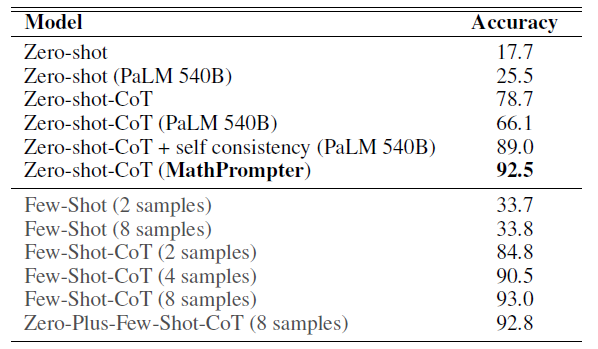 Model Accuracy
Zero-shot 17.7
Zero-shot (PaLM 540B) 25.5
Zero-shot-CoT 78.7
Zero-shot-CoT (PaLM 540B) 66.1
Zero-shot-CoT + self consistency (PaLM 540B) 89.0
Zero-shot-CoT (MathPrompter) 92.5
Few-Shot (2 samples) 33.7
Few-Shot (8 samples) 33.8
Few-Shot-CoT (2 samples) 84.8
Few-Shot-CoT (4 samples) 90.5
Few-Shot-CoT (8 samples) 93.0
Zero-Plus-Few-Shot-CoT (8 samples) 92.8